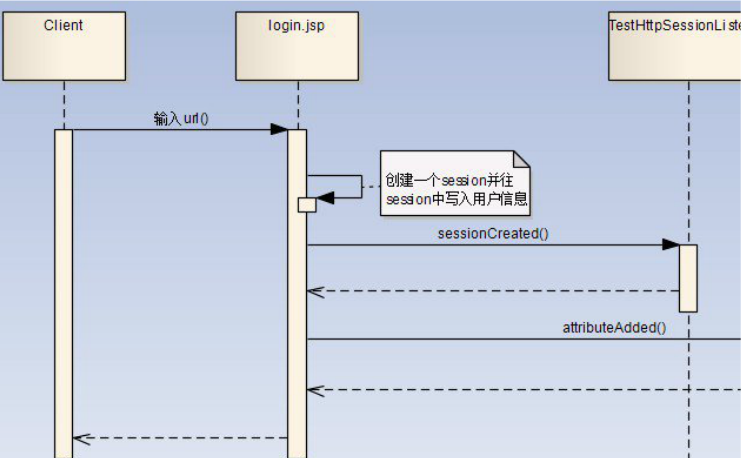 Client
login.jsp
TestHttpSessionListe
输入url()
创建一个session并往
session中写入用户信息
sessionCreated()
attributeAdded()